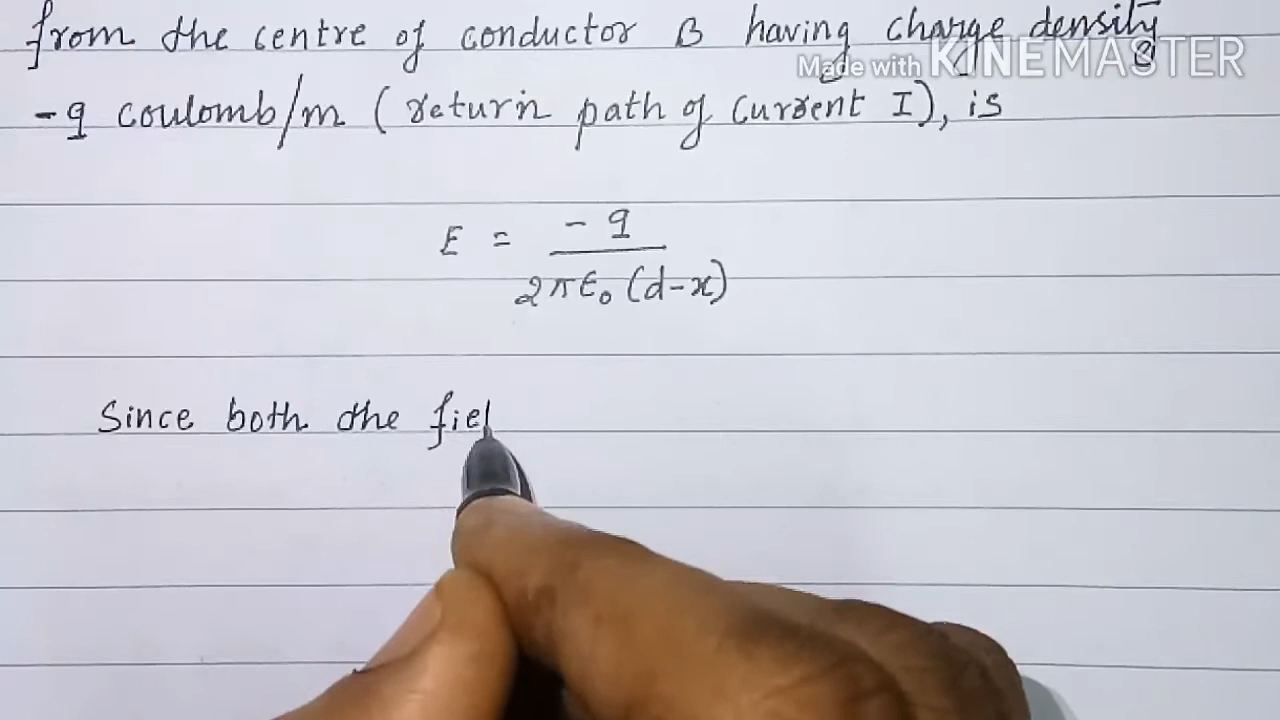 from the centre of conductor B having charge density
Made with KINEMASTER
-q coulomb/m (return path of current I), is
E = -q / 2πε₀ (d-x)
Since both the fiel